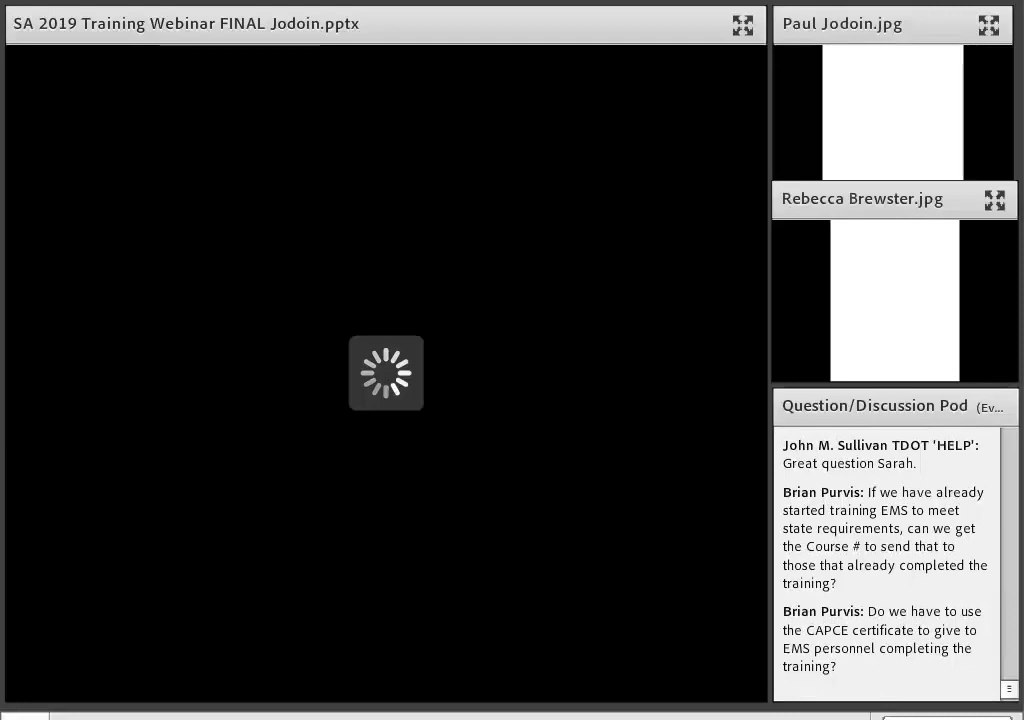 SA 2019 Training Webinar FINAL Jodoin.pptx
Paul Jodoin.jpg
Rebecca Brewster.jpg
Question/Discussion Pod (Ev...
John M. Sullivan TDOT 'HELP':
Great question Sarah.
Brian Purvis: If we have already
started training EMS to meet
state requirements, can we get
the Course # to send that to
those that already completed the
training?
Brian Purvis: Do we have to use
the CAPCE certificate to give to
EMS personnel completing the
training?